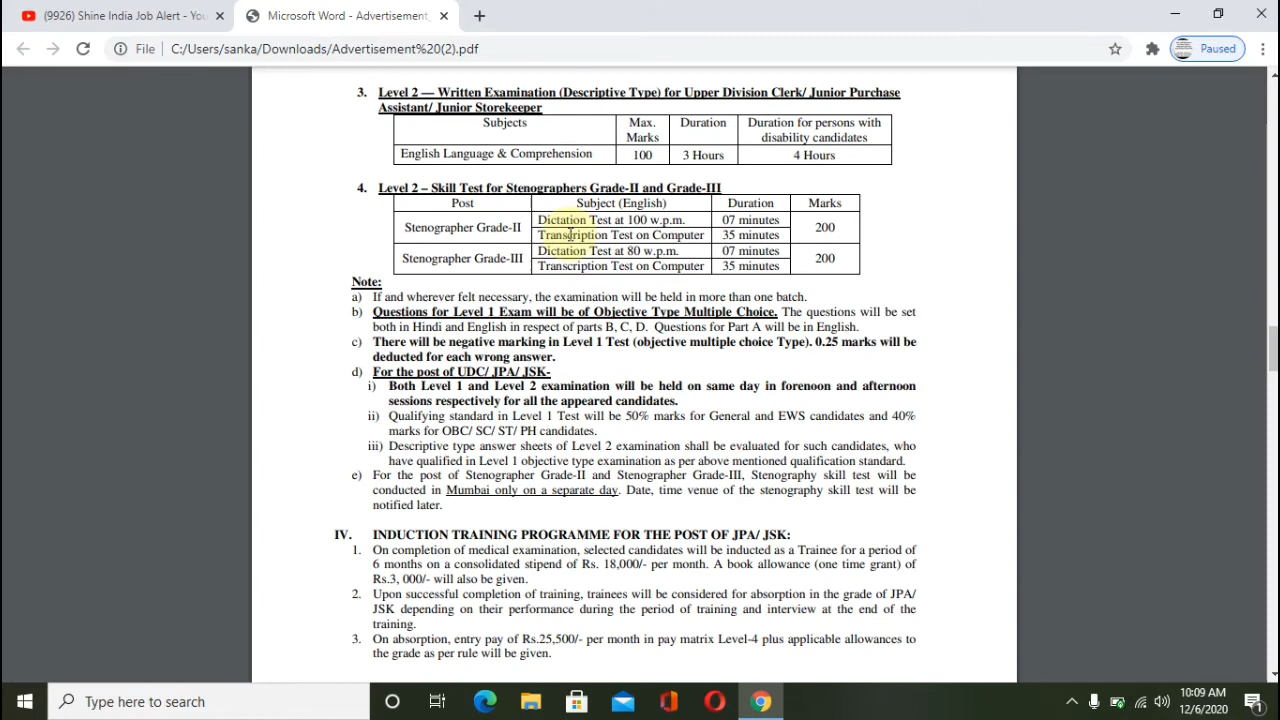 (9926) Shine India Job Alert - You
Microsoft Word - Advertisement_
File
C:/Users/sanka/Downloads/Advertisement%20(2).pdf
Paused
3. Level 2 — Written Examination (Descriptive Type) for Upper Division Clerk/ Junior Purchase
Assistant/ Junior Storekeeper
Subjects Max. Marks Duration Duration for persons with disability candidates
English Language & Comprehension 100 3 Hours 4 Hours
4. Level 2 – Skill Test for Stenographers Grade-II and Grade-III
Post Subject (English) Duration Marks
Stenographer Grade-II Dictation Test at 100 w.p.m. 07 minutes 200
Transcription Test on Computer 35 minutes
Stenographer Grade-III Dictation Test at 80 w.p.m. 07 minutes 200
Transcription Test on Computer 35 minutes
Note:
a) If and wherever felt necessary, the examination will be held in more than one batch.
b) Questions for Level 1 Exam will be of Objective Type Multiple Choice. The questions will be set
both in Hindi and English in respect of parts B, C, D. Questions for Part A will be in English.
c) There will be negative marking in Level 1 Test (objective multiple choice Type). 0.25 marks will be
deducted for each wrong answer.
d) For the post of UDC/ JPA/ JSK-
i) Both Level 1 and Level 2 examination will be held on same day in forenoon and afternoon
sessions respectively for all the appeared candidates.
ii) Qualifying standard in Level 1 Test will be 50% marks for General and EWS candidates and 40%
marks for OBC/ SC/ ST/ PH candidates.
iii) Descriptive type answer sheets of Level 2 examination shall be evaluated for such candidates, who
have qualified in Level 1 objective type examination as per above mentioned qualification standard.
e) For the post of Stenographer Grade-II and Stenographer Grade-III, Stenography skill test will be
conducted in Mumbai only on a separate day. Date, time venue of the stenography skill test will be
notified later.
IV. INDUCTION TRAINING PROGRAMME FOR THE POST OF JPA/ JSK:
1. On completion of medical examination, selected candidates will be inducted as a Trainee for a period of
6 months on a consolidated stipend of Rs. 18,000/- per month. A book allowance (one time grant) of
Rs.3, 000/- will also be given.
2. Upon successful completion of training, trainees will be considered for absorption in the grade of JPA/
JSK depending on their performance during the period of training and interview at the end of the
training.
3. On absorption, entry pay of Rs.25,500/- per month in pay matrix Level-4 plus applicable allowances to
the grade as per rule will be given.
Type here to search
10:09 AM
12/6/2020
1